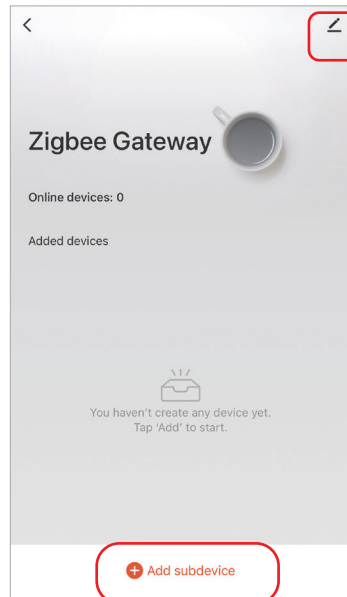 Zigbee Gateway
Online devices: 0
Added devices
You haven't create any device yet.
Tap 'Add' to start.
Add subdevice